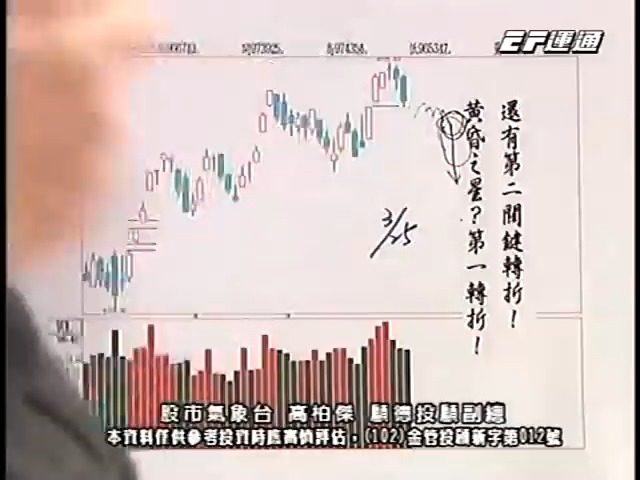 EF運通
還有第二關鍵轉折！
黃昏之星？第一轉折！
3/15
股市氣象台 高柏傑 顧德投顧副總
本資料僅供參考投資時應審慎評估，(102)金管投顧新字第012號